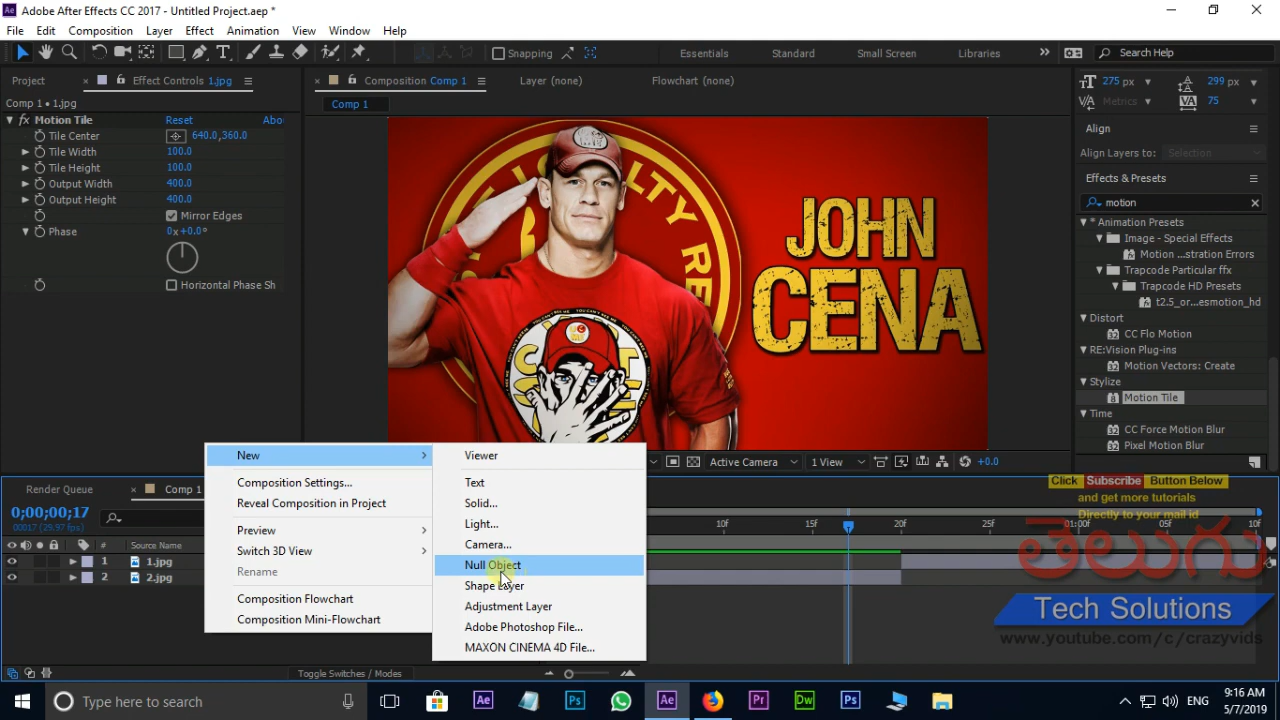 Adobe After Effects CC 2017 - Untitled Project.aep *
File Edit Composition Layer Effect Animation View Window Help
Snapping Essentials Standard Small Screen Libraries Search Help
Project Effect Controls 1.jpg Composition Comp 1 Layer (none) Flowchart (none)
Comp 1 • 1.jpg
Comp 1
fx Motion Tile Reset Abo
Tile Center 640.0,360.0
Tile Width 100.0
Tile Height 100.0
Output Width 400.0
Output Height 400.0
Mirror Edges
Phase 0x+0.0°
Horizontal Phase Sh
JOHN
CENA
275 px 299 px
Metrics 75
Align
Align Layers to: Selection
Effects & Presets
motion
* Animation Presets
Image - Special Effects
Motion ...stration Errors
Trapcode Particular ffx
Trapcode HD Presets
t2.5_or...esmotion_hd
Distort
CC Flo Motion
RE:Vision Plug-ins
Motion Vectors: Create
Stylize
Motion Tile
Time
CC Force Motion Blur
Pixel Motion Blur
Active Camera 1 View +0.0
New
Composition Settings...
Reveal Composition in Project
Preview
Switch 3D View
Rename
Composition Flowchart
Composition Mini-Flowchart
Viewer
Text
Solid...
Light...
Camera...
Null Object
Shape Layer
Adjustment Layer
Adobe Photoshop File...
MAXON CINEMA 4D File...
Render Queue Comp 1
0;00;00;17
00017 (29.97 fps)
# Source Name
1 1.jpg
2 2.jpg
10f 15f 20f 25f 01:00f 05f 10f
Toggle Switches / Modes
Click Subscribe Button Below
and get more tutorials
Directly to your mail id
తెలుగు
Tech Solutions
www.youtube.com/c/crazyvids
Type here to search
ENG
9:16 AM
5/7/2019